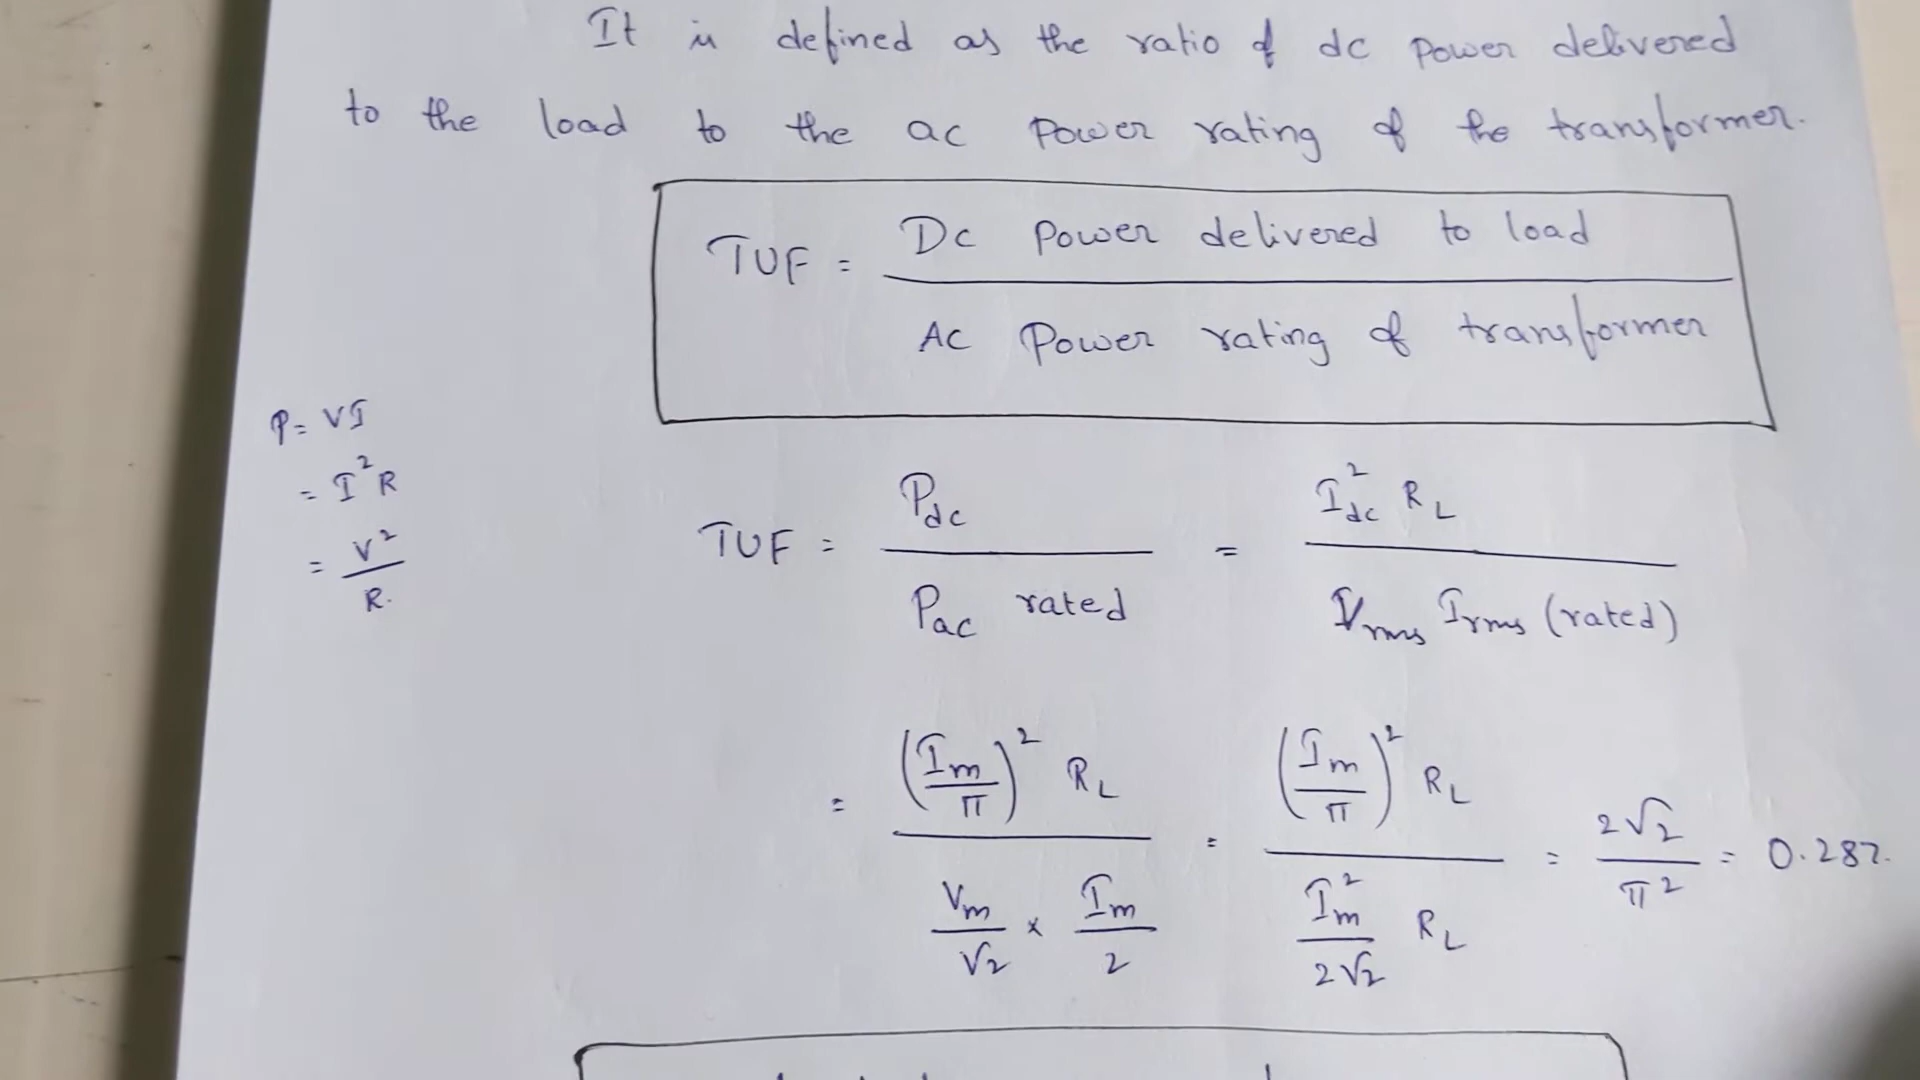 It is defined as the ratio of dc power delivered
to the load to the ac power rating of the transformer.
TUF = Dc power delivered to load / Ac Power rating of transformer
P = VI
= I² R
= V² / R.
TUF = Pdc / Pac rated = Idc² RL / Vrms Irms (rated)
= (Im/π)² RL / (Vm/√2 × Im/2) = (Im/π)² RL / (Im²/2√2 RL) = 2√2 / π² = 0.287.